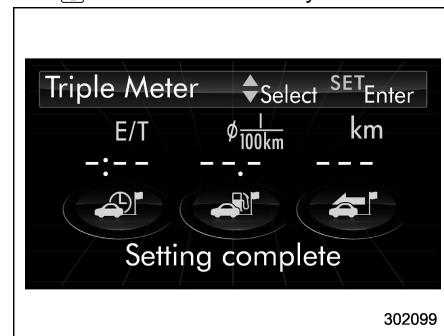 Triple Meter Select SET Enter
E/T ø l/100km km
-:-- --.- ---
Setting complete
302099